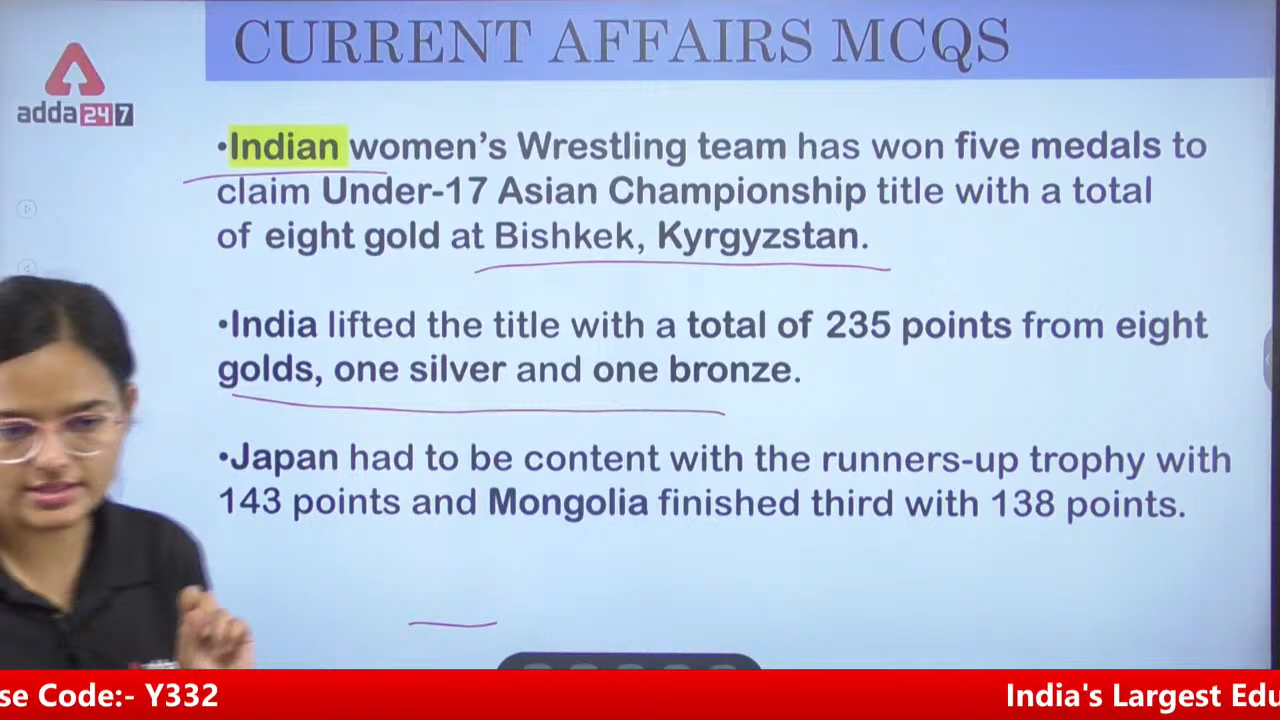 CURRENT AFFAIRS MCQS
adda247
•Indian women’s Wrestling team has won five medals to
claim Under-17 Asian Championship title with a total
of eight gold at Bishkek, Kyrgyzstan.
•India lifted the title with a total of 235 points from eight
golds, one silver and one bronze.
•Japan had to be content with the runners-up trophy with
143 points and Mongolia finished third with 138 points.
se Code:- Y332
India's Largest Edu